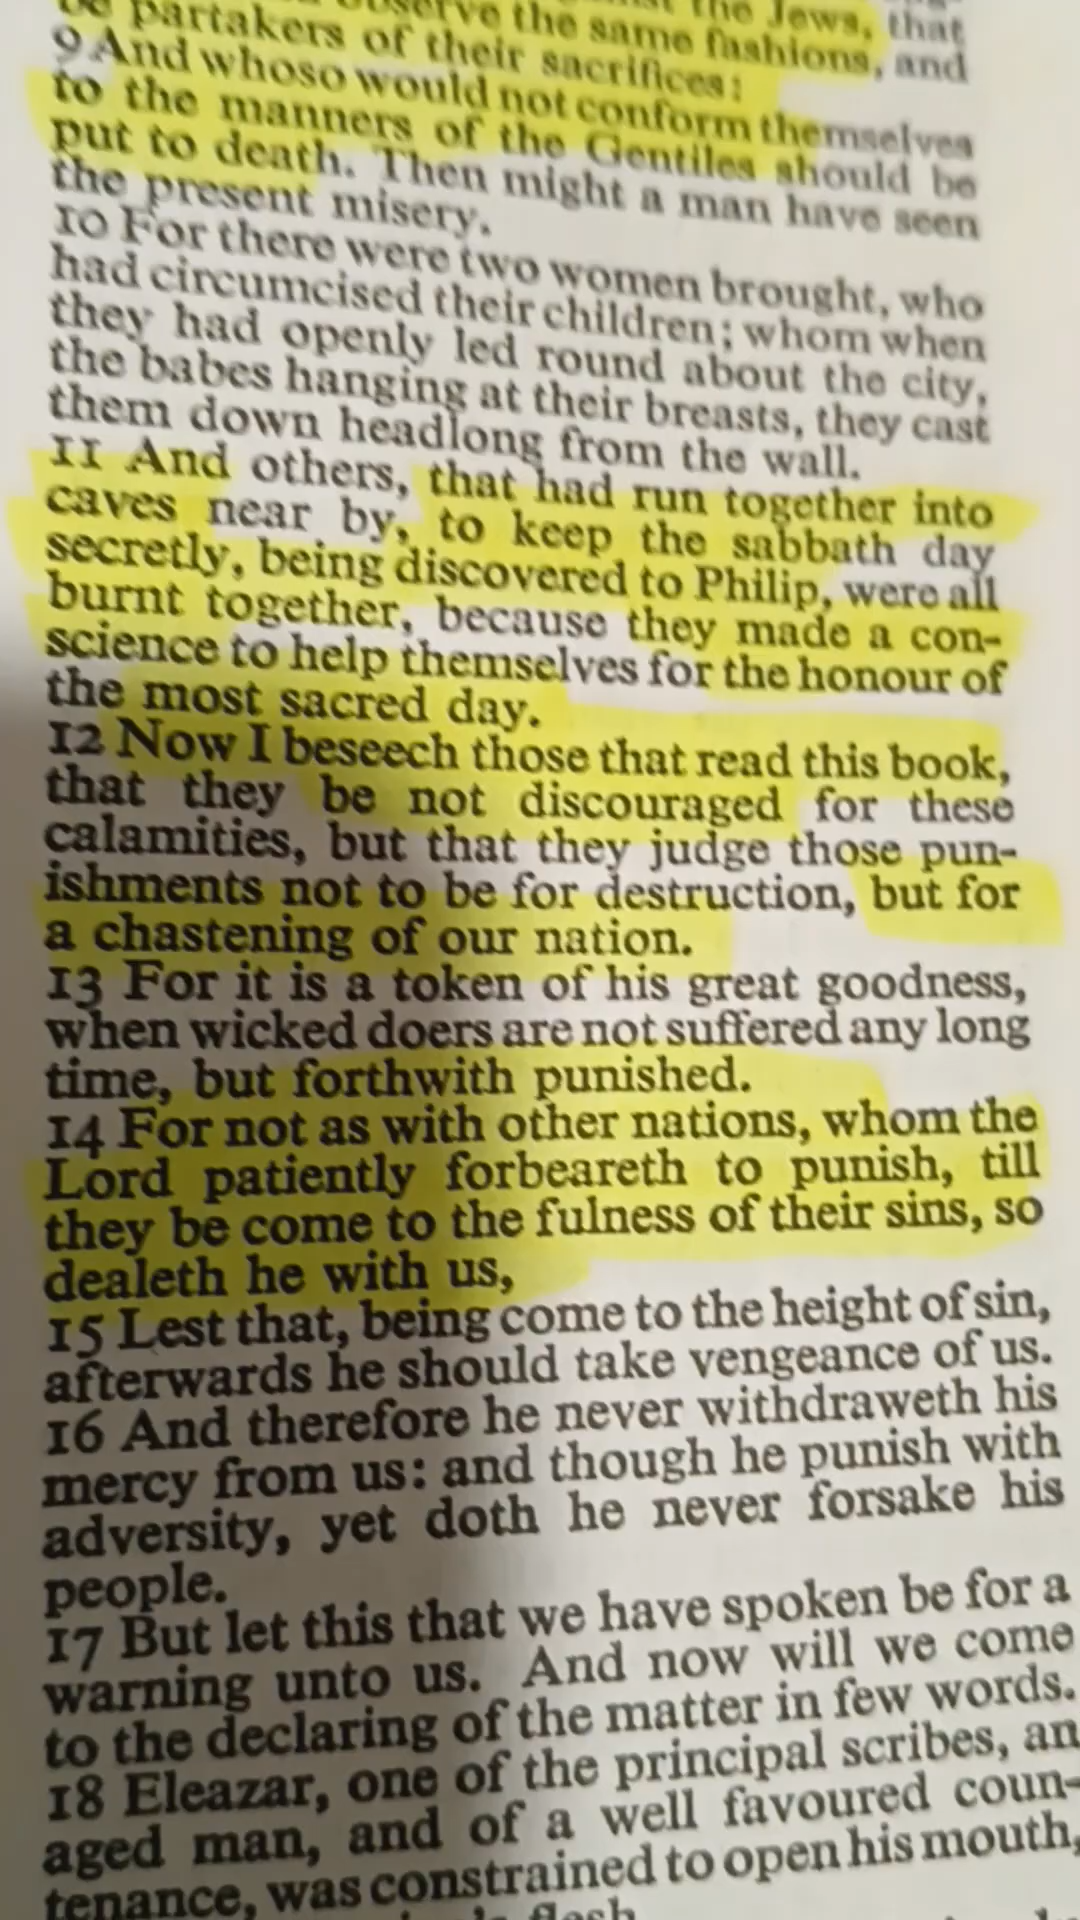 observe the same fashions, and
the Jews, that
be partakers of their sacrifices:
9 And whoso would not conform themselves
to the manners of the Gentiles should be
put to death. Then might a man have seen
the present misery.
10 For there were two women brought, who
had circumcised their children; whom when
they had openly led round about the city,
the babes hanging at their breasts, they cast
them down headlong from the wall.
11 And others, that had run together into
caves near by, to keep the sabbath day
secretly, being discovered to Philip, were all
burnt together, because they made a con-
science to help themselves for the honour of
the most sacred day.
12 Now I beseech those that read this book,
that they be not discouraged for these
calamities, but that they judge those pun-
ishments not to be for destruction, but for
a chastening of our nation.
13 For it is a token of his great goodness,
when wicked doers are not suffered any long
time, but forthwith punished.
14 For not as with other nations, whom the
Lord patiently forbeareth to punish, till
they be come to the fulness of their sins, so
dealeth he with us,
15 Lest that, being come to the height of sin,
afterwards he should take vengeance of us.
16 And therefore he never withdraweth his
mercy from us: and though he punish with
adversity, yet doth he never forsake his
people.
17 But let this that we have spoken be for a
warning unto us. And now will we come
to the declaring of the matter in few words.
18 Eleazar, one of the principal scribes, an
aged man, and of a well favoured coun-
tenance, was constrained to open his mouth,
flesh